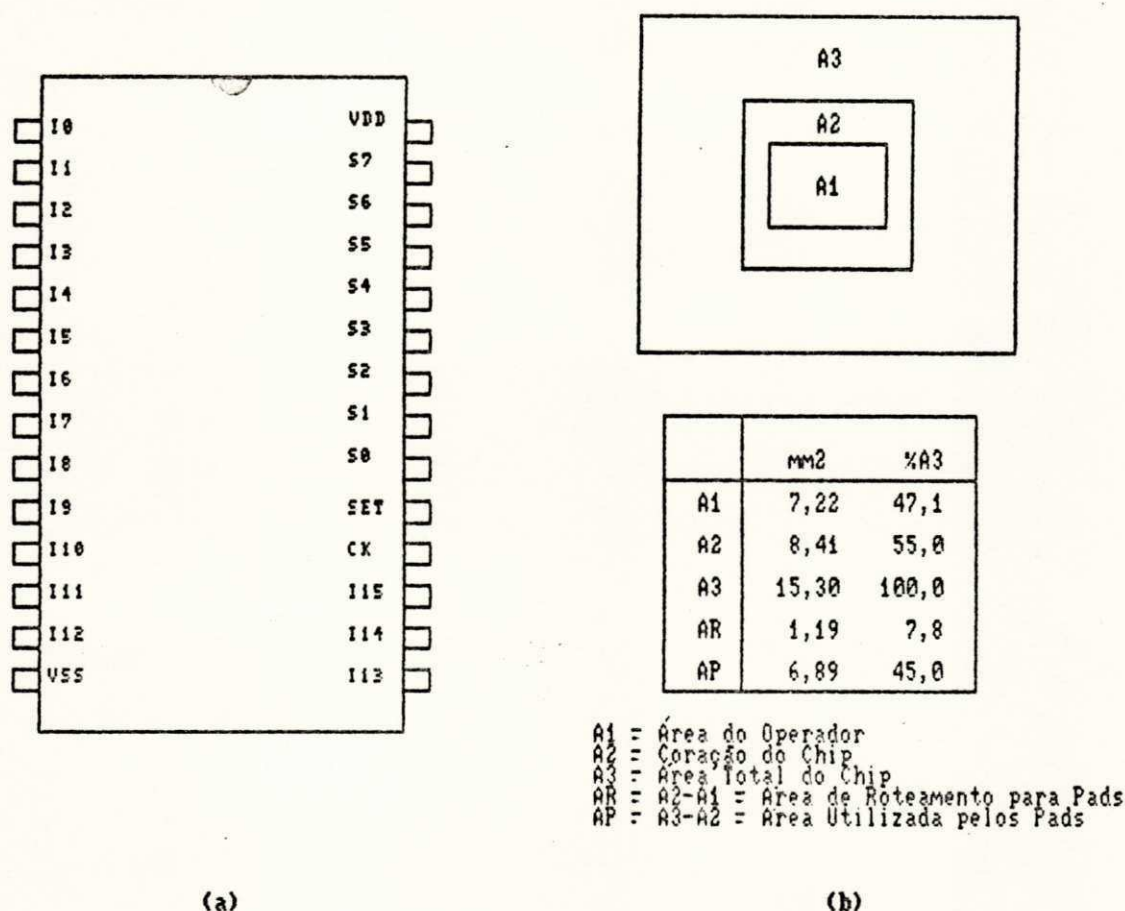 I0 VDD
I1 S7
I2 S6
I3 S5
I4 S4
I5 S3
I6 S2
I7 S1
I8 S0
I9 SET
I10 CK
I11 I15
I12 I14
VSS I13
(a)
A3
A2
A1
mm2 %A3
A1 7,22 47,1
A2 8,41 55,0
A3 15,30 100,0
AR 1,19 7,8
AP 6,89 45,0
A1 = Área do Operador
A2 = Coração do Chip
A3 = Área Total do Chip
AR = A2-A1 = Área de Roteamento para Pads
AP = A3-A2 = Área Utilizada pelos Pads
(b)